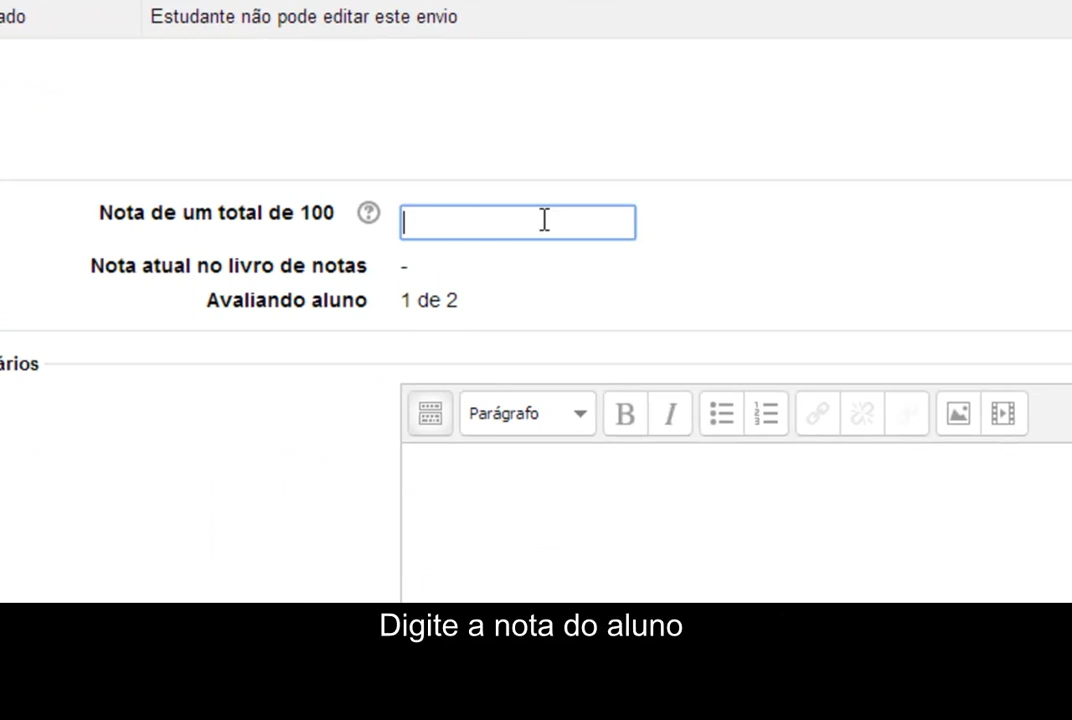 ado Estudante não pode editar este envio
Nota de um total de 100
Nota atual no livro de notas -
Avaliando aluno 1 de 2
ários
Parágrafo B I
Digite a nota do aluno